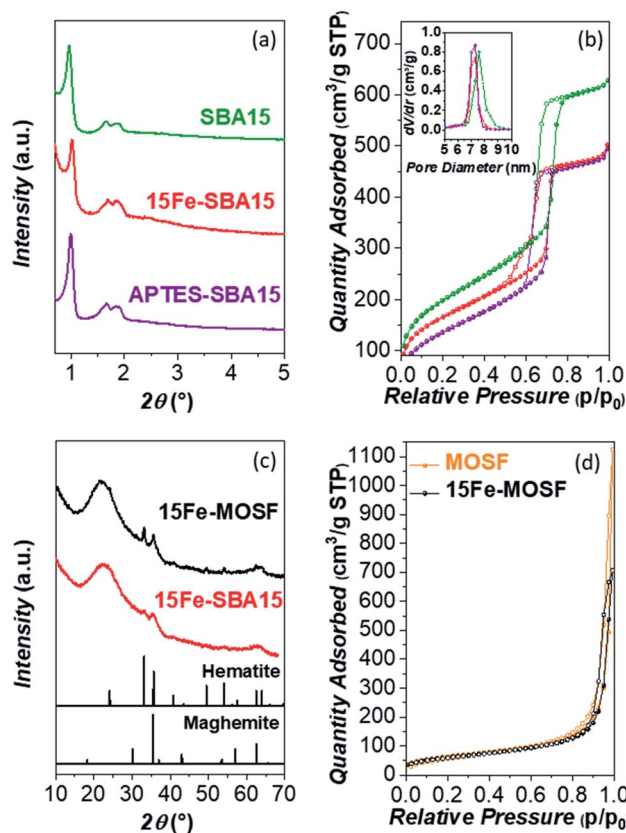 (a)
SBA15
15Fe-SBA15
APTES-SBA15
Intensity (a.u.)
1 2 3 4 5
2θ (°)
(b)
700
600
500
400
300
200
100
Quantity Adsorbed (cm³/g STP)
0.0 0.2 0.4 0.6 0.8 1.0
Relative Pressure (p/p₀)
0.8
0.6
0.4
0.2
0.0
dV/dr (cm³/g)
5 6 7 8 9 10
Pore Diameter (nm)
(c)
15Fe-MOSF
15Fe-SBA15
Hematite
Maghemite
Intensity (a.u.)
10 20 30 40 50 60 70
2θ (°)
(d)
MOSF
15Fe-MOSF
1100
1000
900
800
700
600
500
400
300
200
100
0
Quantity Adsorbed (cm³/g STP)
0.0 0.2 0.4 0.6 0.8 1.0
Relative Pressure (p/p₀)